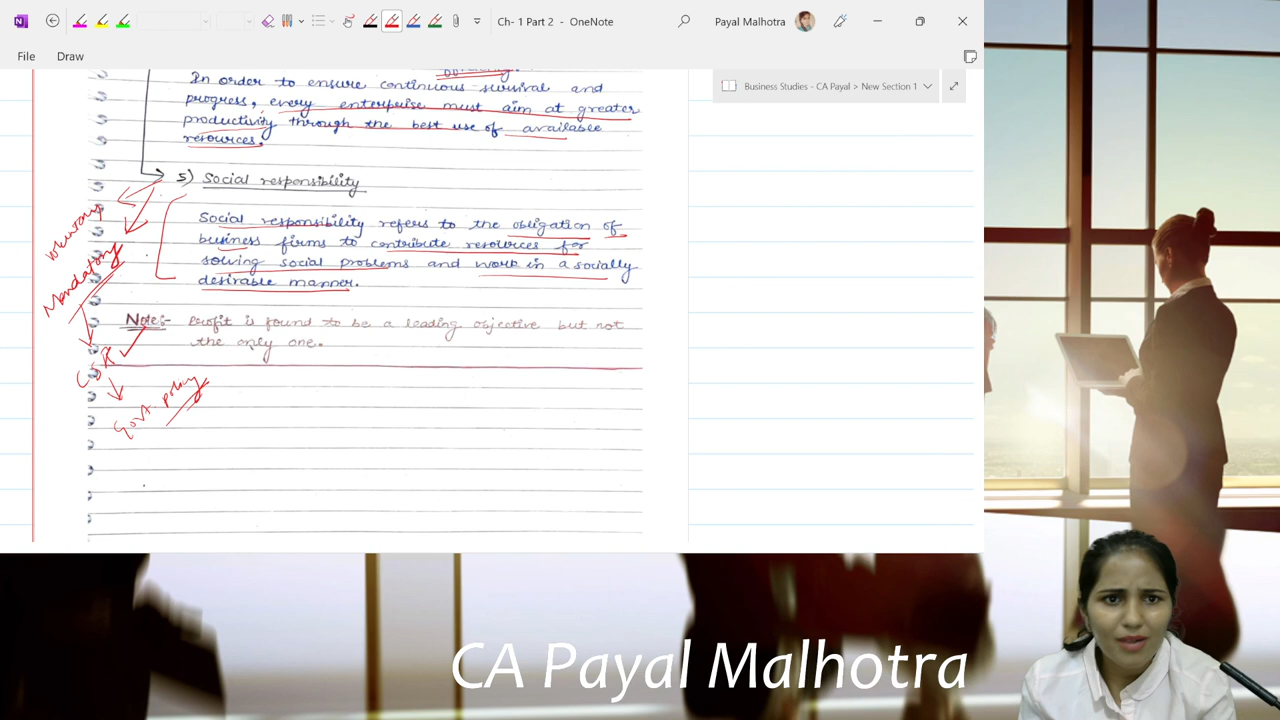 Ch- 1 Part 2 - OneNote
Payal Malhotra
File
Draw
Business Studies - CA Payal > New Section 1
In order to ensure continuous survival and
progress, every enterprise must aim at greater
productivity through the best use of available
resources.
5) Social responsibility
Voluntary
Mandatory
Social responsibility refers to the obligation of
business firms to contribute resources for
solving social problems and work in a socially
desirable manner.
Note:- Profit is found to be a leading objective but not
the only one.
CSR
Govt. policy
CA Payal Malhotra